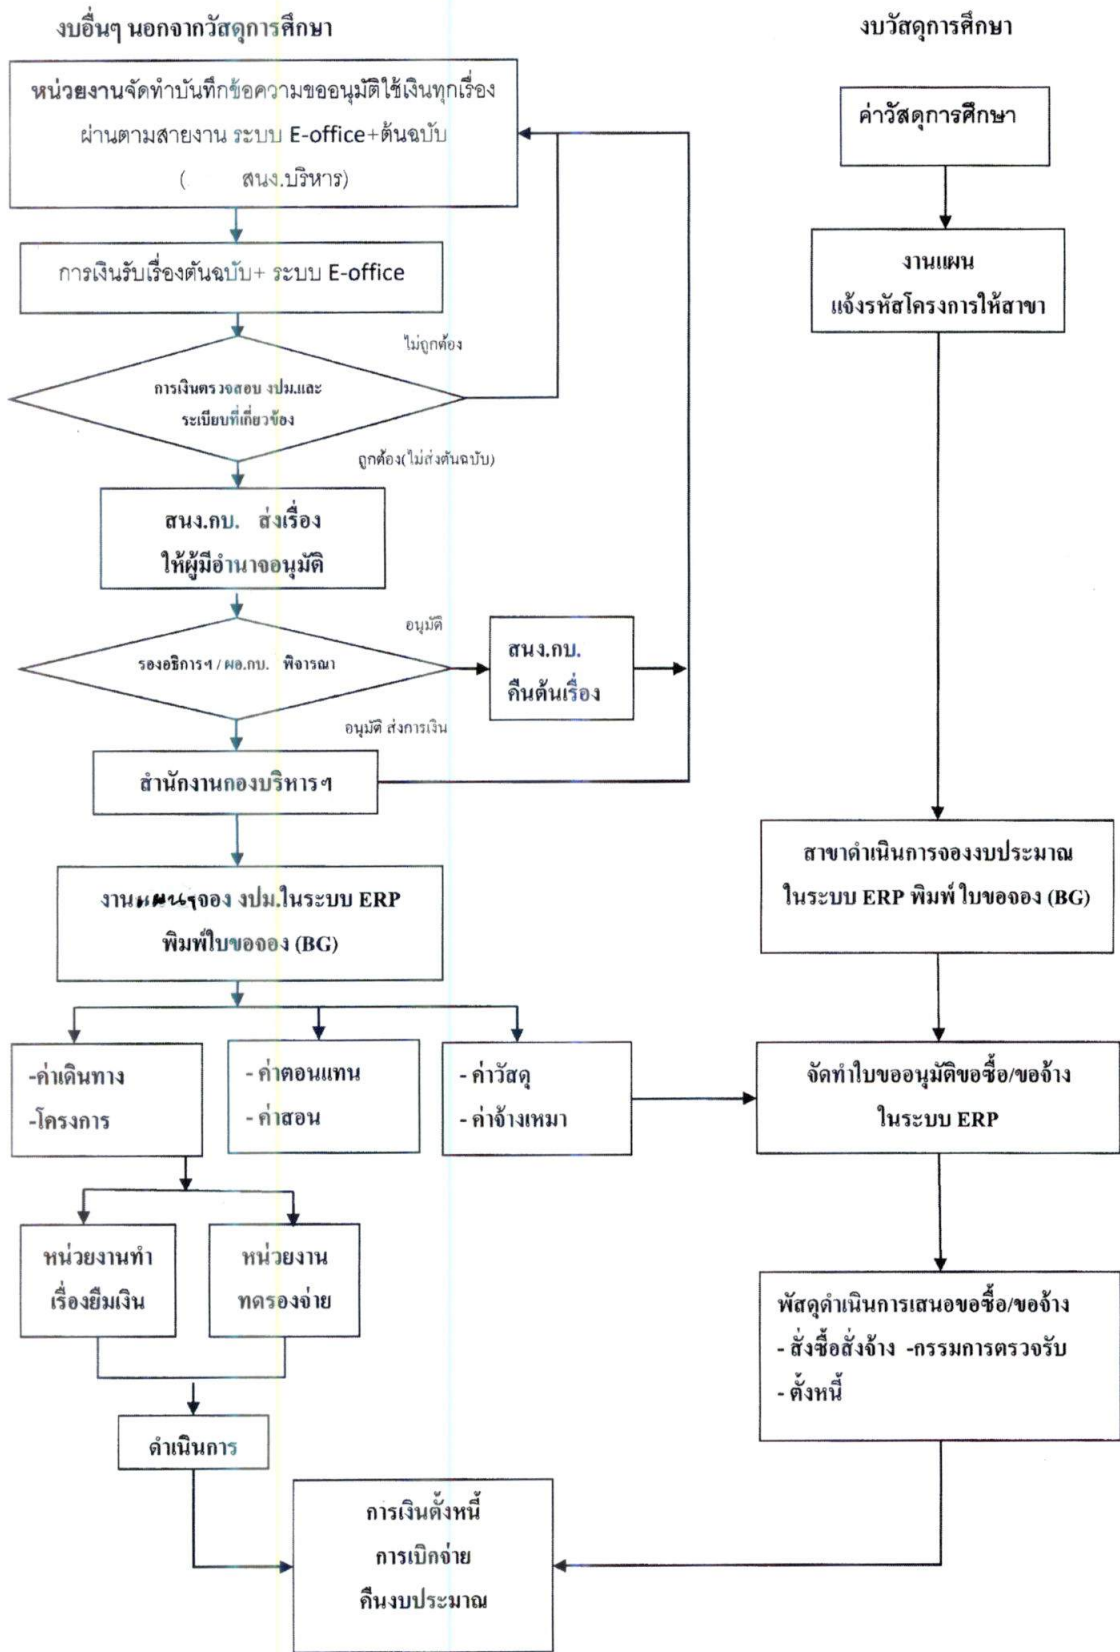 งบอื่นๆ นอกจากวัสดุการศึกษา
หน่วยงานจัดทำบันทึกข้อความขออนุมัติใช้เงินทุกเรื่อง
ผ่านตามสายงาน ระบบ E-office+ต้นฉบับ
( สนง.บริหาร)
การเงินรับเรื่องต้นฉบับ+ ระบบ E-office
ไม่ถูกต้อง
การเงินตรวจสอบ งปม.และ
ระเบียบที่เกี่ยวข้อง
ถูกต้อง(ไม่ส่งต้นฉบับ)
สนง.กบ. ส่งเรื่อง
ให้ผู้มีอำนาจอนุมัติ
อนุมัติ
รองอธิการฯ / ผอ.กบ. พิจารณา
สนง.กบ.
คืนต้นเรื่อง
อนุมัติ ส่งการเงิน
สำนักงานกองบริหารฯ
งานแผนฯจอง งปม.ในระบบ ERP
พิมพ์ใบขอจอง (BG)
-ค่าเดินทาง
-โครงการ
- ค่าตอนแทน
- ค่าสอน
- ค่าวัสดุ
- ค่าจ้างเหมา
หน่วยงานทำ
เรื่องยืมเงิน
หน่วยงาน
ทดรองจ่าย
ดำเนินการ
งบวัสดุการศึกษา
ค่าวัสดุการศึกษา
งานแผน
แจ้งรหัสโครงการให้สาขา
สาขาดำเนินการจองงบประมาณ
ในระบบ ERP พิมพ์ ใบขอจอง (BG)
จัดทำใบขออนุมัติขอซื้อ/ขอจ้าง
ในระบบ ERP
พัสดุดำเนินการเสนอขอซื้อ/ขอจ้าง
- สั่งซื้อสั่งจ้าง -กรรมการตรวจรับ
- ตั้งหนี้
การเงินตั้งหนี้
การเบิกจ่าย
คืนงบประมาณ